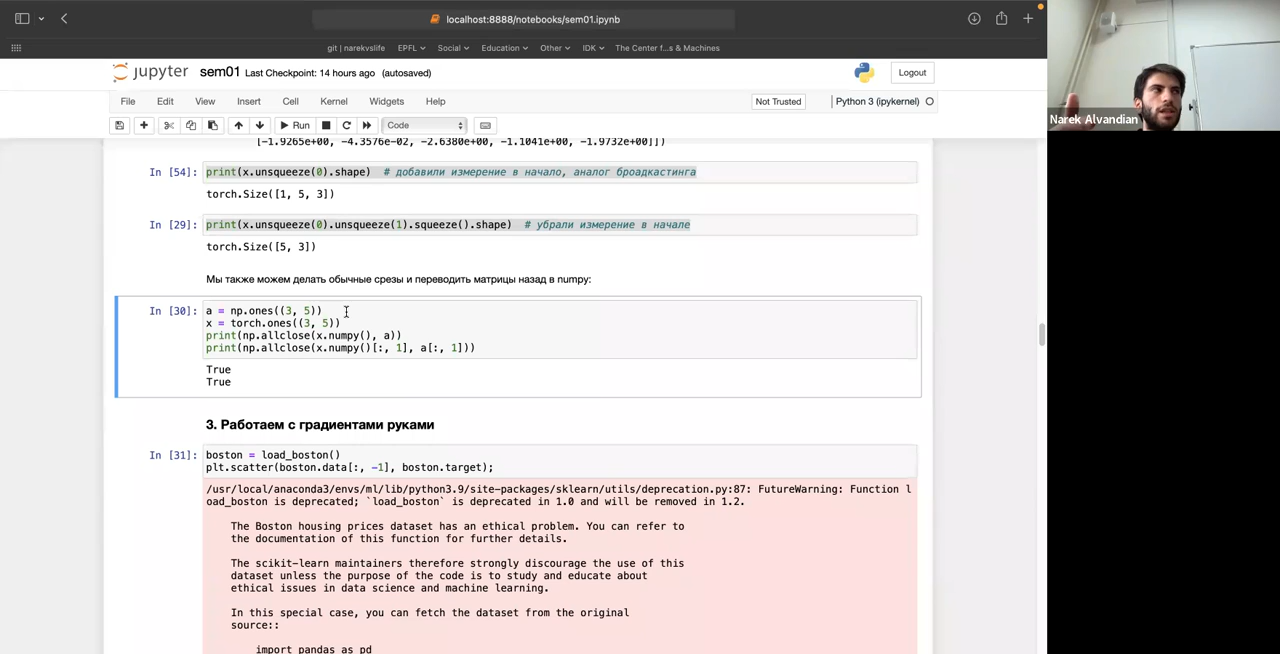 localhost:8888/notebooks/sem01.ipynb
git | narekvslife EPFL Social Education Other IDK The Center f...s & Machines
jupyter sem01 Last Checkpoint: 14 hours ago (autosaved) Logout
File Edit View Insert Cell Kernel Widgets Help Not Trusted Python 3 (ipykernel)
Run Code
Narek Alvandian
[-1.9265e+00, -4.3576e-02, -2.6380e+00, -1.1041e+00, -1.9732e+00]])
In [54]: print(x.unsqueeze(0).shape) # добавили измерение в начало, аналог броадкастинга
torch.Size([1, 5, 3])
In [29]: print(x.unsqueeze(0).unsqueeze(1).squeeze().shape) # убрали измерение в начале
torch.Size([5, 3])
Мы также можем делать обычные срезы и переводить матрицы назад в numpy:
In [30]: a = np.ones((3, 5))
x = torch.ones((3, 5))
print(np.allclose(x.numpy(), a))
print(np.allclose(x.numpy()[:, 1], a[:, 1]))
True
True
3. Работаем с градиентами руками
In [31]: boston = load_boston()
plt.scatter(boston.data[:, -1], boston.target);
/usr/local/anaconda3/envs/ml/lib/python3.9/site-packages/sklearn/utils/deprecation.py:87: FutureWarning: Function l
oad_boston is deprecated; `load_boston` is deprecated in 1.0 and will be removed in 1.2.
The Boston housing prices dataset has an ethical problem. You can refer to
the documentation of this function for further details.
The scikit-learn maintainers therefore strongly discourage the use of this
dataset unless the purpose of the code is to study and educate about
ethical issues in data science and machine learning.
In this special case, you can fetch the dataset from the original
source::
import pandas as pd